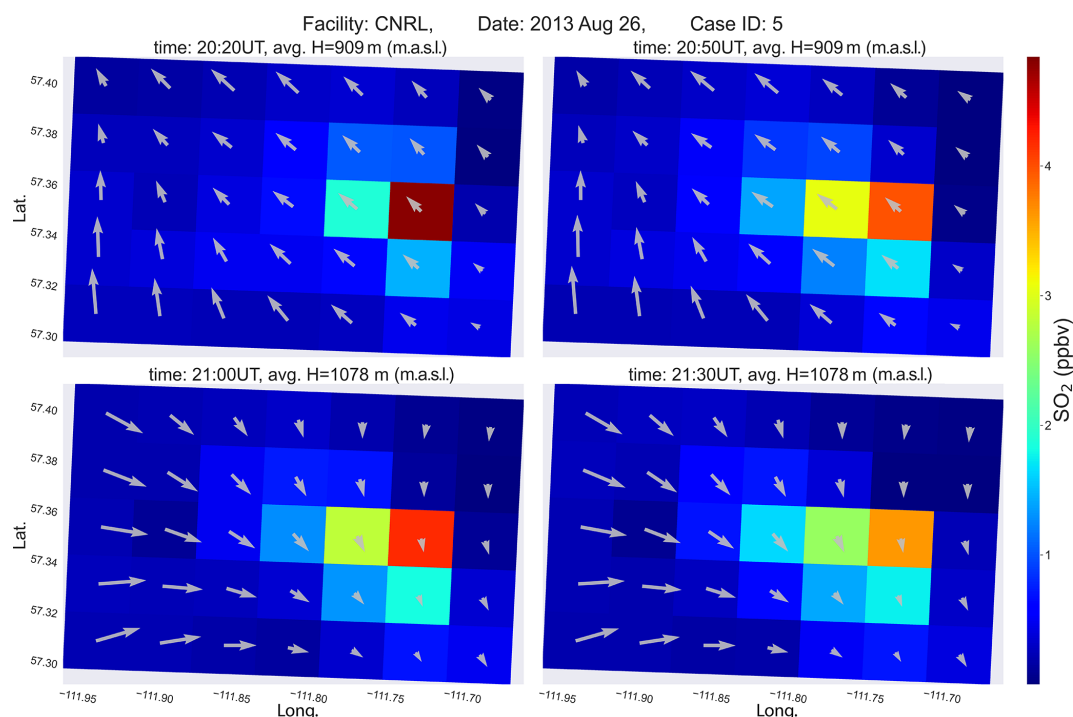 Facility: CNRL, Date: 2013 Aug 26, Case ID: 5
time: 20:20UT, avg. H=909 m (m.a.s.l.)
time: 20:50UT, avg. H=909 m (m.a.s.l.)
57.40
57.38
57.36
57.34
57.32
57.30
Lat.
time: 21:00UT, avg. H=1078 m (m.a.s.l.)
time: 21:30UT, avg. H=1078 m (m.a.s.l.)
57.40
57.38
57.36
57.34
57.32
57.30
Lat.
−111.95 −111.90 −111.85 −111.80 −111.75 −111.70
Long.
−111.95 −111.90 −111.85 −111.80 −111.75 −111.70
Long.
4
3
2
1
SO₂ (ppbv)